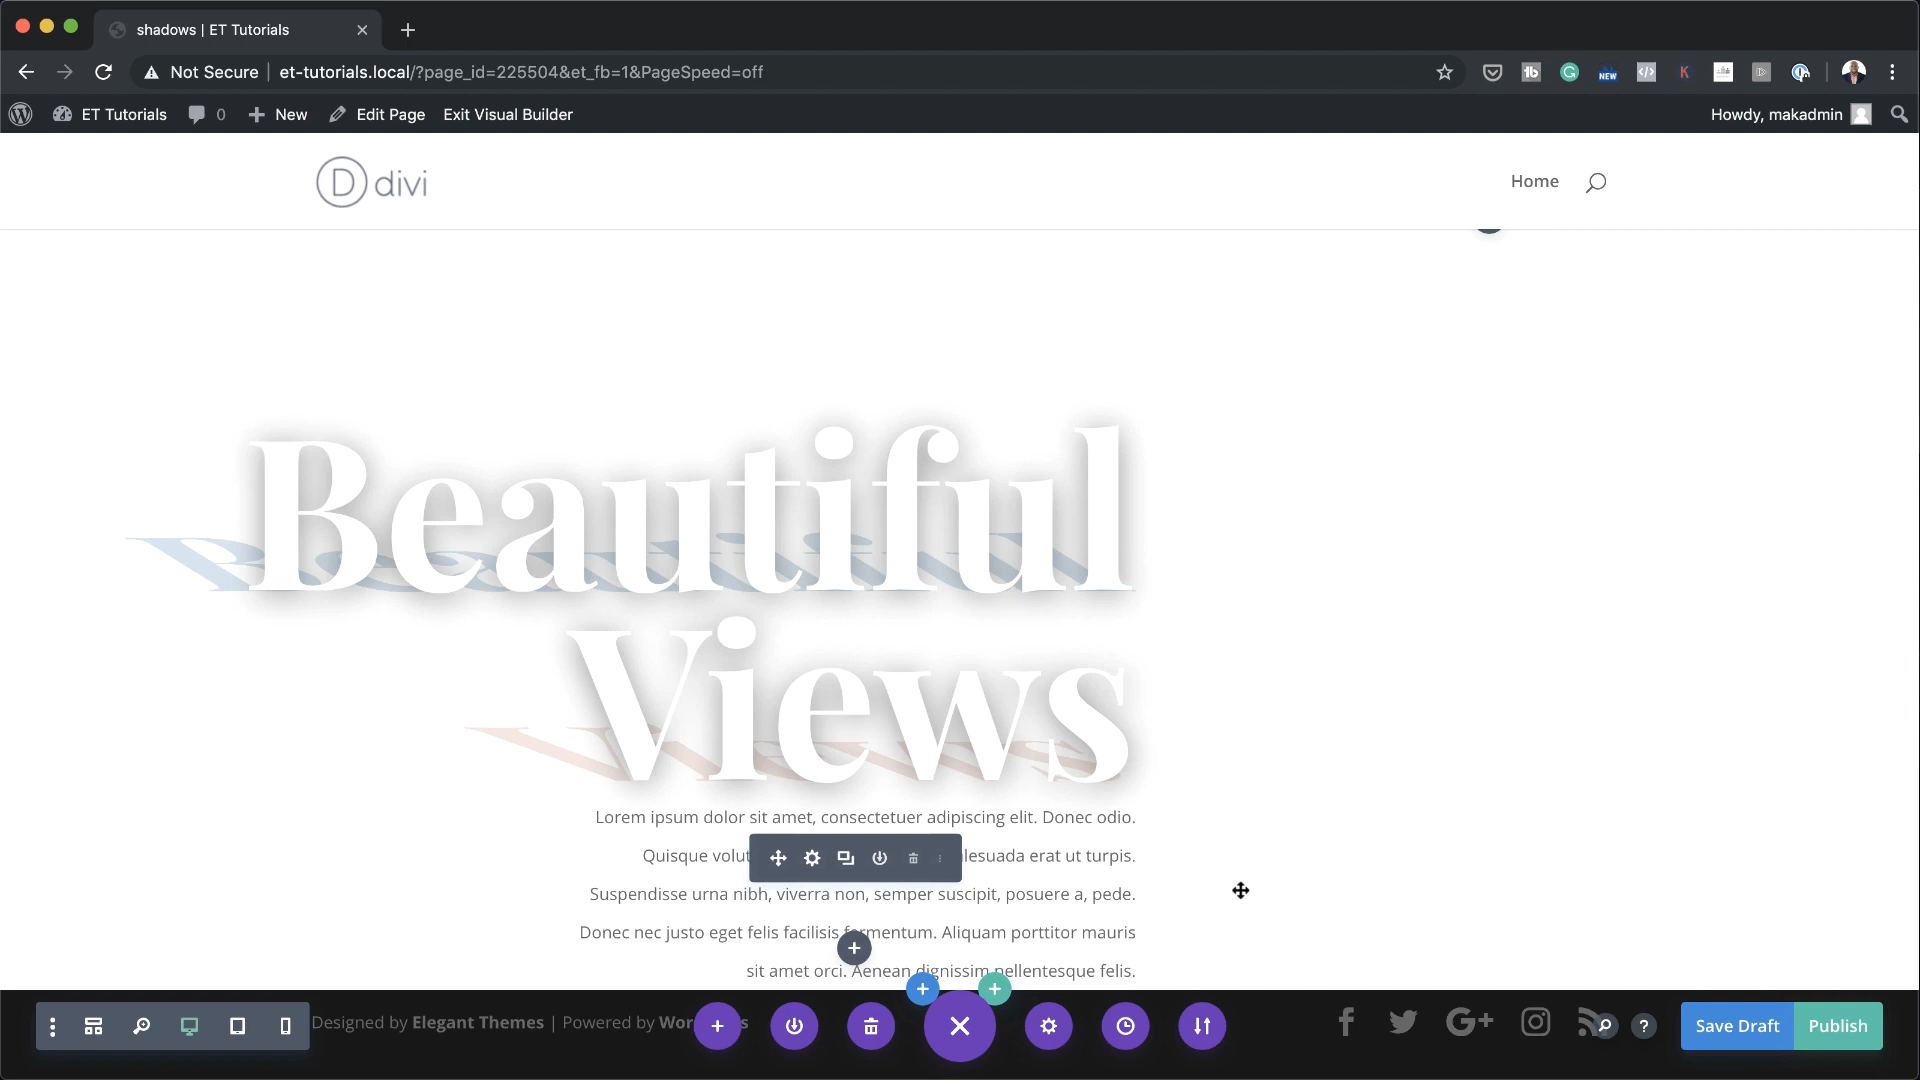 shadows | ET Tutorials
Not Secure | et-tutorials.local/?page_id=225504&et_fb=1&PageSpeed=off
ET Tutorials 0 New Edit Page Exit Visual Builder Howdy, makadmin
D divi
Home
Beautiful
Views
Lorem ipsum dolor sit amet, consectetuer adipiscing elit. Donec odio.
Quisque volut lesuada erat ut turpis.
Suspendisse urna nibh, viverra non, semper suscipit, posuere a, pede.
Donec nec justo eget felis facilisis fermentum. Aliquam porttitor mauris
sit amet orci. Aenean dignissim pellentesque felis.
Designed by Elegant Themes | Powered by Wor s
Save Draft Publish